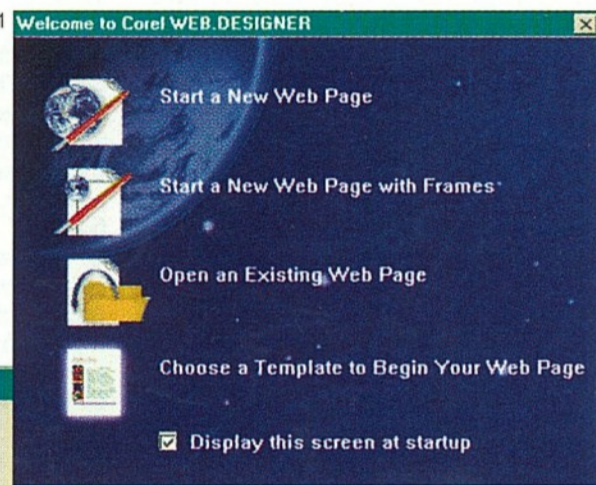 Welcome to Corel WEB.DESIGNER
Start a New Web Page
Start a New Web Page with Frames
Open an Existing Web Page
Choose a Template to Begin Your Web Page
Display this screen at startup